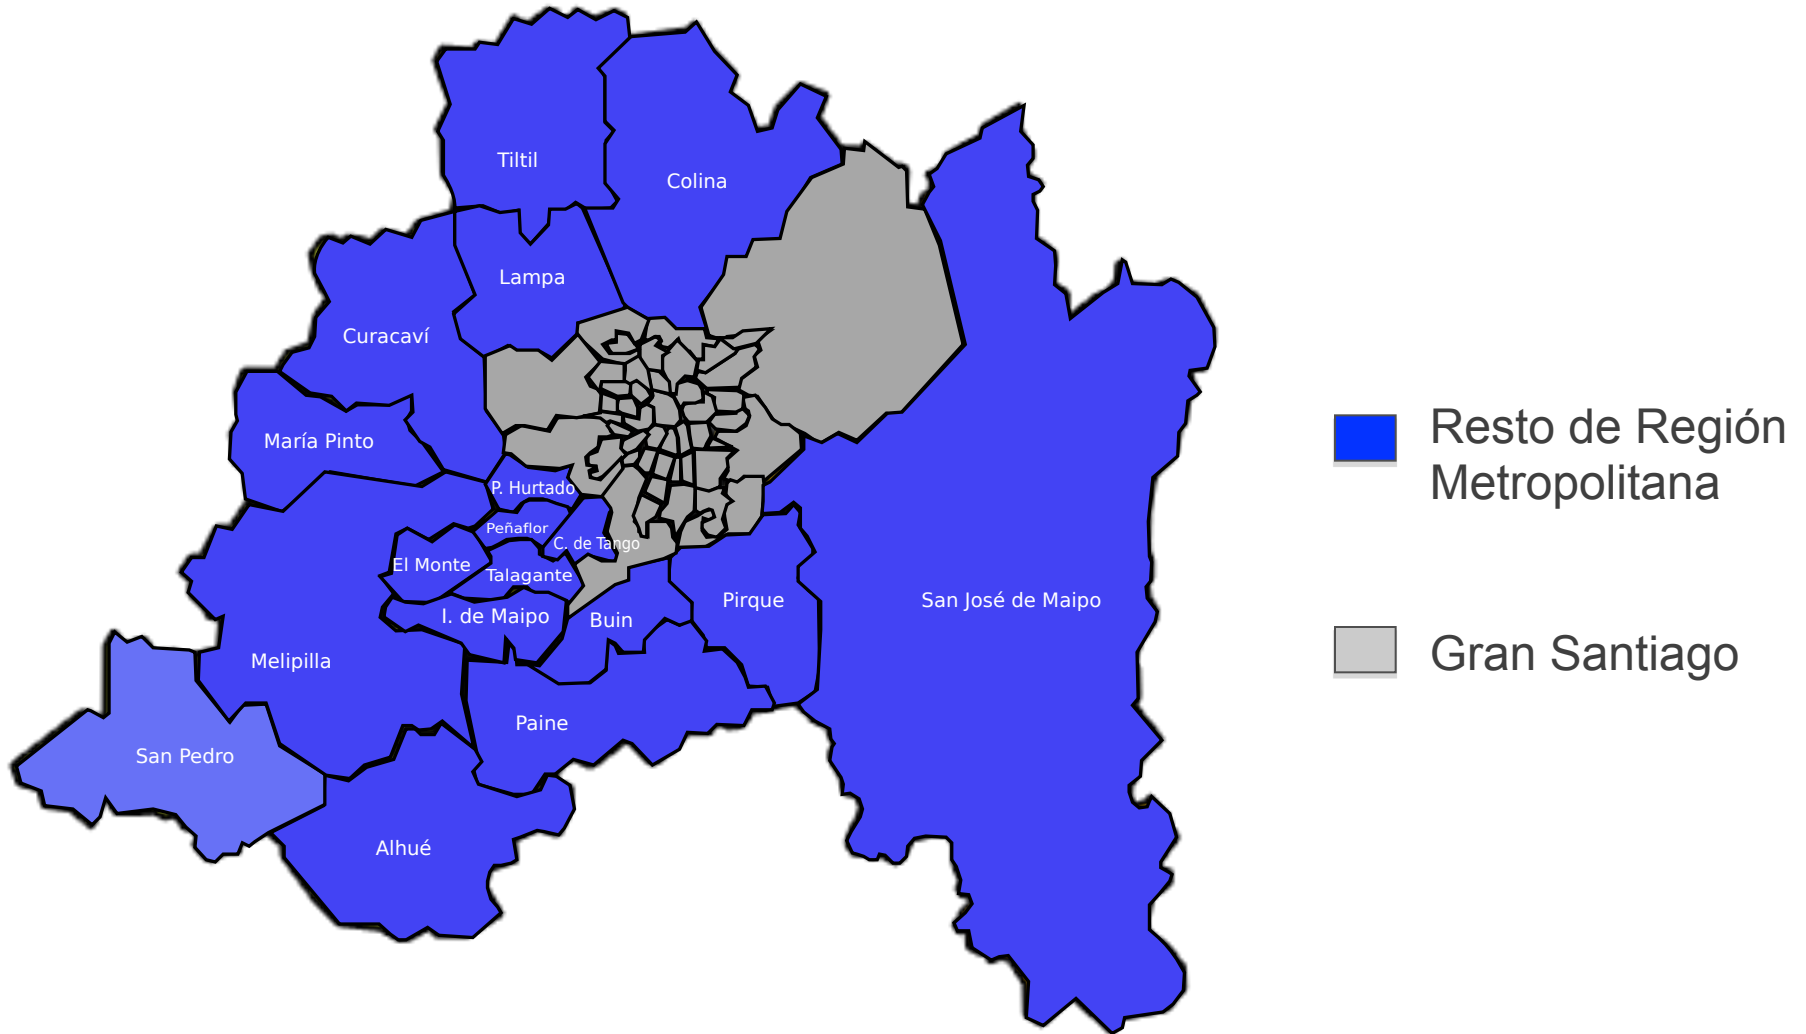 Tiltil
Colina
Lampa
Curacaví
María Pinto
P. Hurtado
Peñaflor
C. de Tango
El Monte
Talagante
I. de Maipo
Buin
Pirque
San José de Maipo
Melipilla
Paine
San Pedro
Alhué
Resto de Región
Metropolitana
Gran Santiago